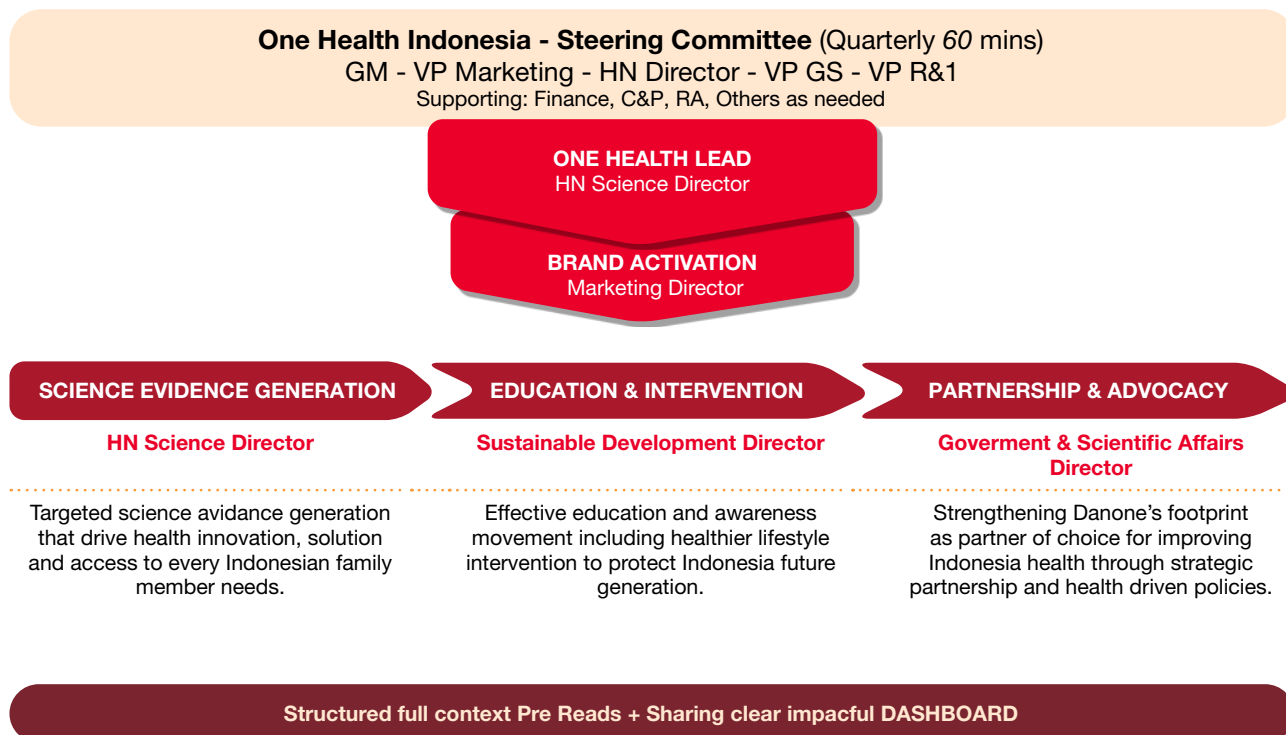 One Health Indonesia - Steering Committee (Quarterly 60 mins)
GM - VP Marketing - HN Director - VP GS - VP R&1
Supporting: Finance, C&P, RA, Others as needed
ONE HEALTH LEAD
HN Science Director
BRAND ACTIVATION
Marketing Director
SCIENCE EVIDENCE GENERATION
HN Science Director
Targeted science avidance generation
that drive health innovation, solution
and access to every Indonesian family
member needs.
EDUCATION & INTERVENTION
Sustainable Development Director
Effective education and awareness
movement including healthier lifestyle
intervention to protect Indonesia future
generation.
PARTNERSHIP & ADVOCACY
Goverment & Scientific Affairs
Director
Strengthening Danone's footprint
as partner of choice for improving
Indonesia health through strategic
partnership and health driven policies.
Structured full context Pre Reads + Sharing clear impacful DASHBOARD